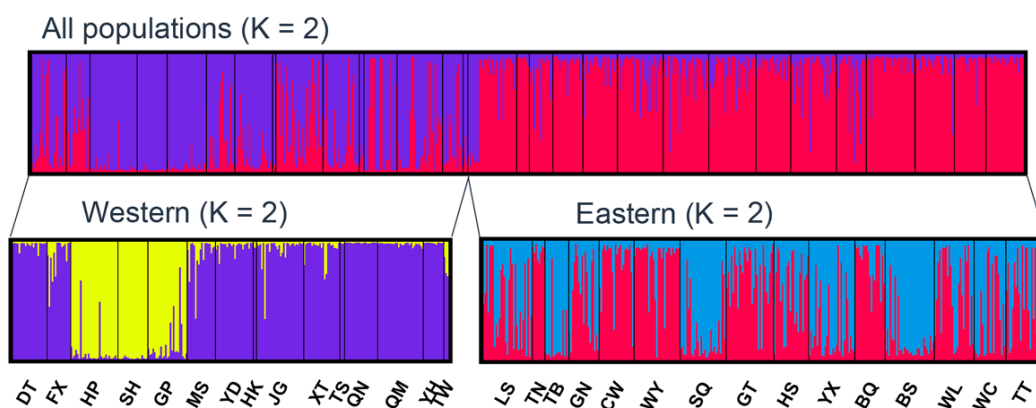 All populations (K = 2)
Western (K = 2)
Eastern (K = 2)
DT FX HP SH GP MS YD HK JG XT TS QN QM YH TW LS TN TB GN CW WY SQ GT HS YX BQ BS WL WC TT